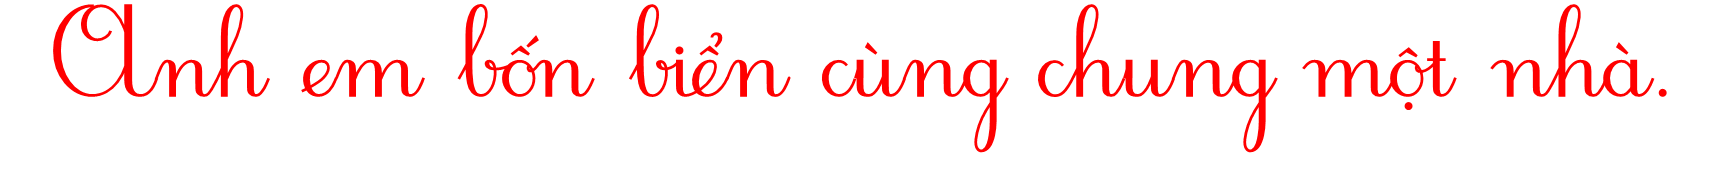 Anh em bốn biển cùng chung một nhà.